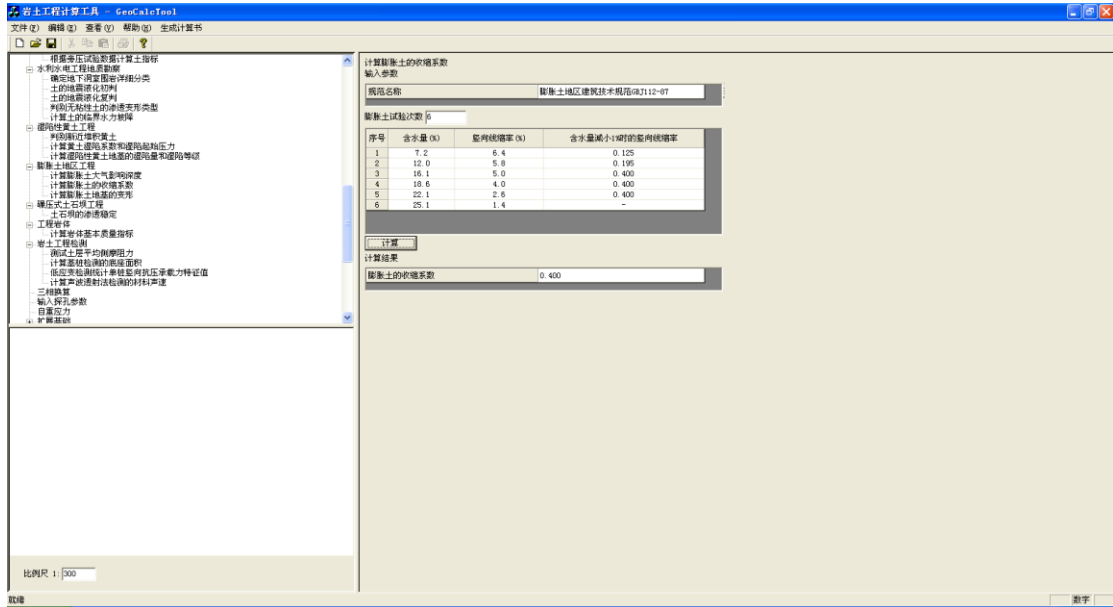 岩土工程计算工具 - GeoCalcTool
文件(F) 编辑(E) 查看(V) 帮助(H) 生成计算书
根据旁压试验数据计算土指标
水利水电工程地质勘察
确定地下洞室围岩详细分类
土的地震液化初判
土的地震液化复判
判别无粘性土的渗透变形类型
计算土的临界水力坡降
湿陷性黄土工程
判别新近堆积黄土
计算黄土湿陷系数和湿陷起始压力
计算湿陷性黄土地基的湿陷量和湿陷等级
膨胀土地区工程
计算膨胀土大气影响深度
计算膨胀土的收缩系数
计算膨胀土地基的变形
碾压式土石坝工程
土石坝的渗透稳定
工程岩体
计算岩体基本质量指标
岩土工程检测
测试土层平均侧摩阻力
计算基桩检测的底座面积
低应变检测统计单桩竖向抗压承载力特征值
计算声波透射法检测的材料声速
三相换算
输入探孔参数
自重应力
扩展基础
比例尺 1: 300
计算膨胀土的收缩系数
输入参数
规范名称 膨胀土地区建筑技术规范GBJ112-87
膨胀土试验次数 6
序号 含水量(%) 竖向线缩率(%) 含水量减小1%时的竖向线缩率
1 7.2 6.4 0.125
2 12.0 5.8 0.195
3 16.1 5.0 0.400
4 18.6 4.0 0.400
5 22.1 2.6 0.400
6 25.1 1.4 -
计算
计算结果
膨胀土的收缩系数 0.400
就绪 数字